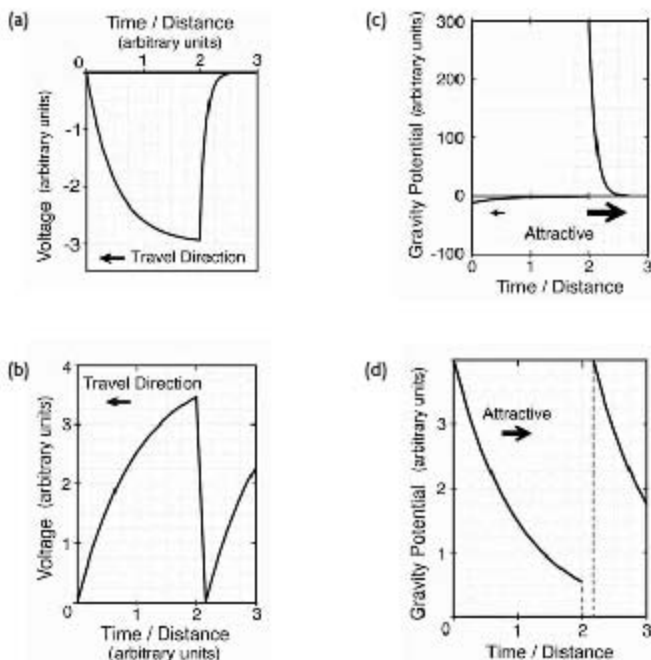 (a)
Time / Distance
(arbitrary units)
0 1 2 3
-1
-2
-3
Voltage (arbitrary units)
Travel Direction
(c)
300
200
100
0
-100
Gravity Potential (arbitrary units)
Attractive
0 1 2 3
Time / Distance
(b)
4
3
2
1
0
Voltage (arbitrary units)
Travel Direction
1 2 3
Time / Distance
(arbitrary units)
(d)
3
2
1
Gravity Potential (arbitrary units)
Attractive
0 1 2 3
Time / Distance